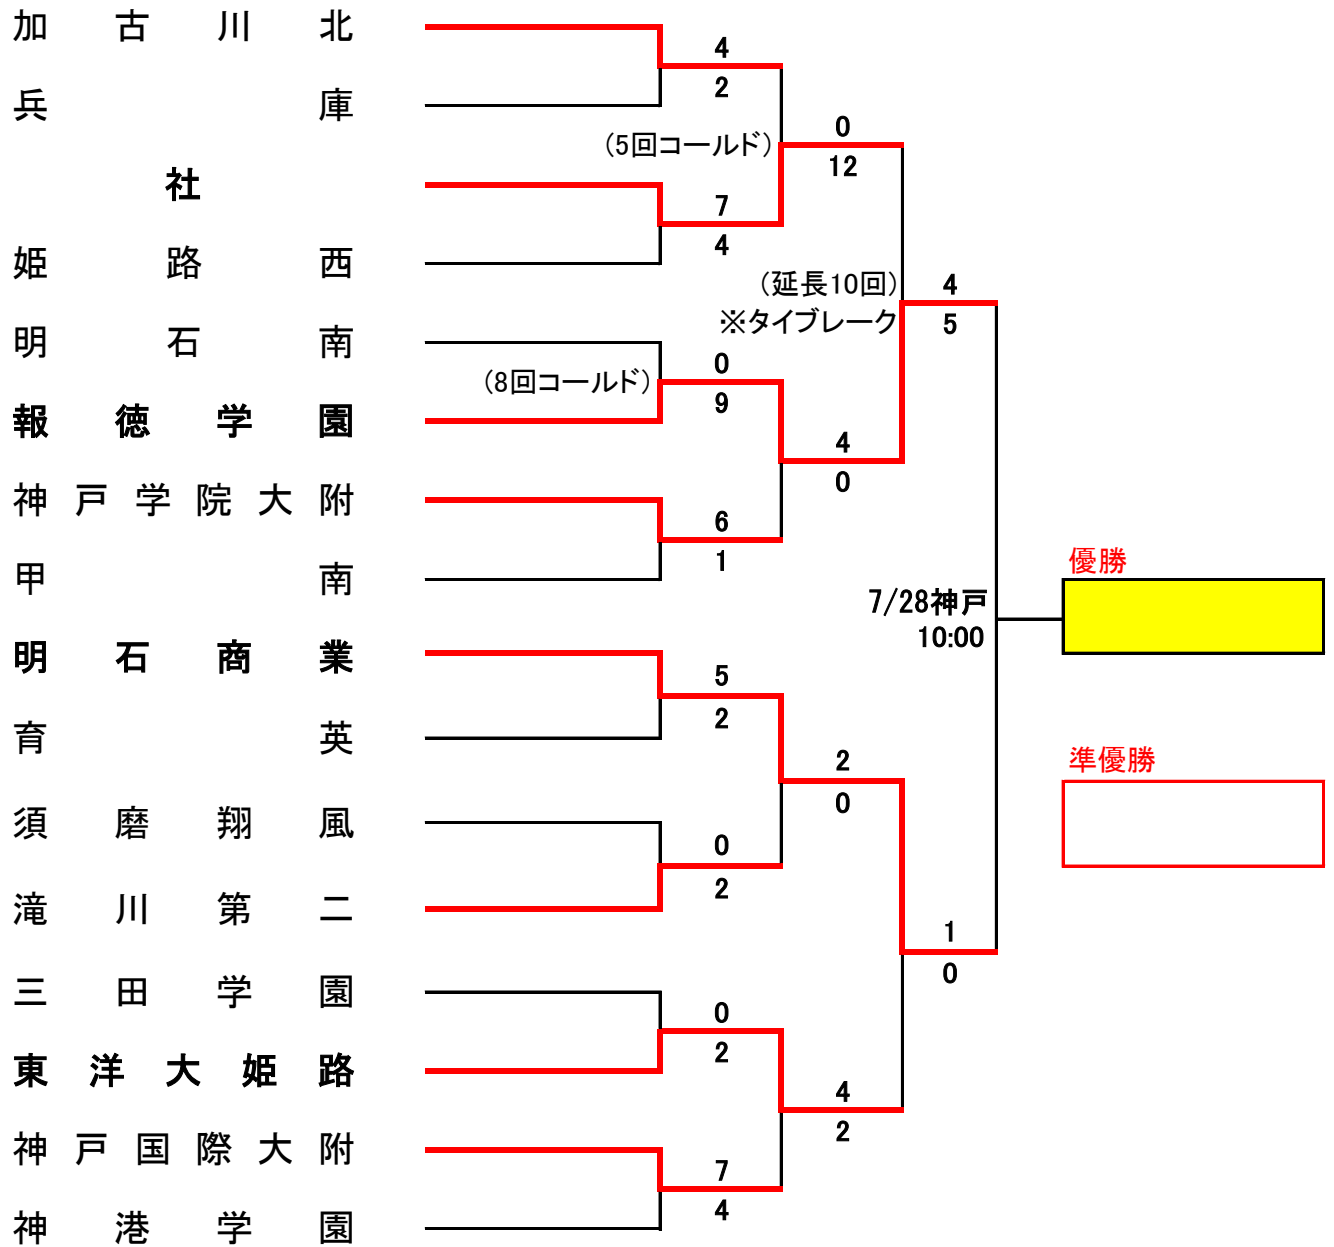 加古川北
4
2
兵庫
0
(5回コールド)
12
社
7
4
姫路西
(延長10回)
4
※タイブレーク
5
明石南
0
(8回コールド)
9
報徳学園
4
0
神戸学院大附
6
1
甲南
優勝
7/28神戸
10:00
明石商業
5
2
育英
2
準優勝
0
須磨翔風
0
2
滝川第二
1
0
三田学園
0
2
東洋大姫路
4
2
神戸国際大附
7
4
神港学園